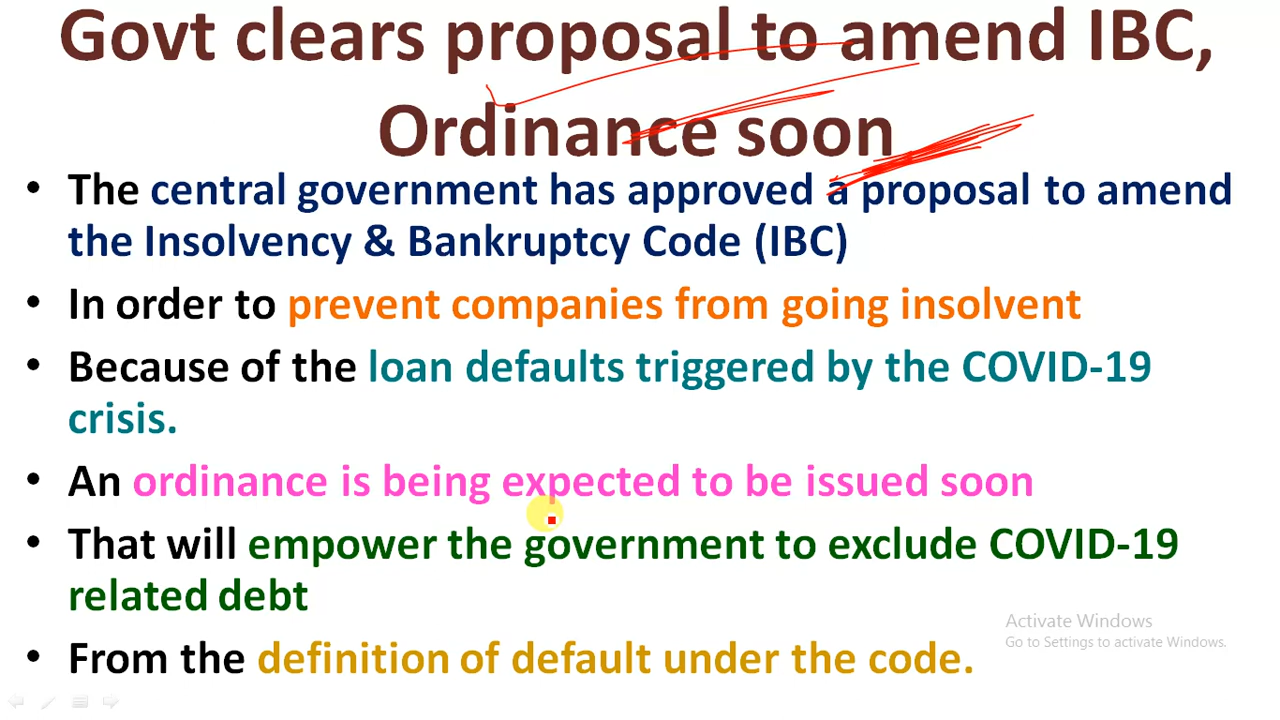 Govt clears proposal to amend IBC,
Ordinance soon
• The central government has approved a proposal to amend
the Insolvency & Bankruptcy Code (IBC)
• In order to prevent companies from going insolvent
• Because of the loan defaults triggered by the COVID-19
crisis.
• An ordinance is being expected to be issued soon
• That will empower the government to exclude COVID-19
related debt
• From the definition of default under the code.
Activate Windows
Go to Settings to activate Windows.